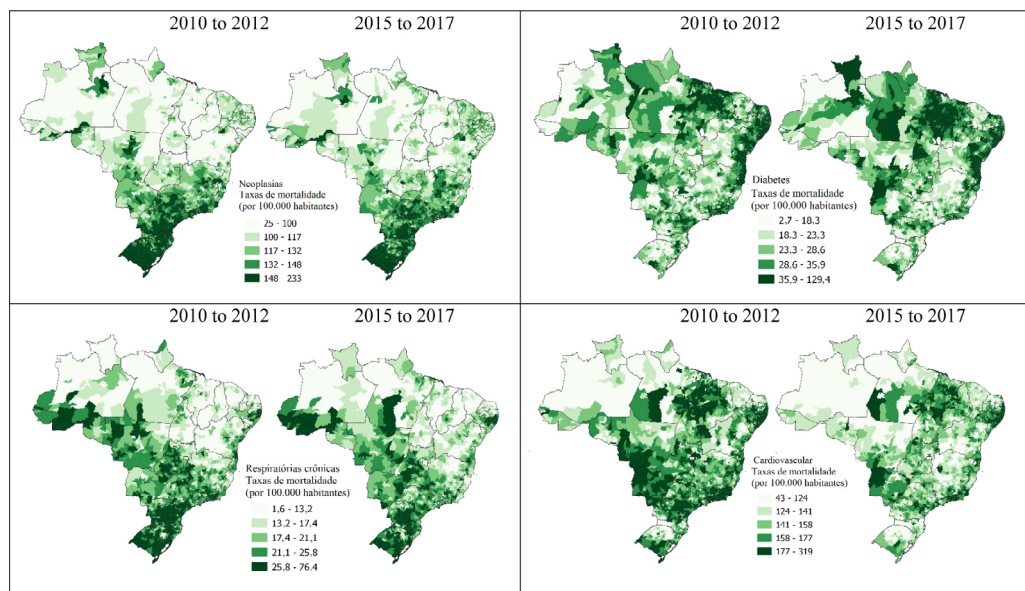 2010 to 2012
2015 to 2017
Neoplasias
Taxas de mortalidade
(por 100.000 habitantes)
25 - 100
100 - 117
117 - 132
132 - 148
148 233
2010 to 2012
2015 to 2017
Diabetes
Taxas de mortalidade
(por 100.000 habitantes)
2.7 - 18.3
18.3 - 23.3
23.3 - 28.6
28.6 - 35.9
35,9 - 129,4
2010 to 2012
2015 to 2017
Respiratórias crônicas
Taxas de mortalidade
(por 100.000 habitantes)
1,6 - 13,2
13,2 - 17,4
17,4 - 21,1
21,1 - 25.8
25.8 - 76.4
2010 to 2012
2015 to 2017
Cardiovascular
Taxas de mortalidade
(por 100.000 habitantes)
43 - 124
124 - 141
141 - 158
158 - 177
177 - 319